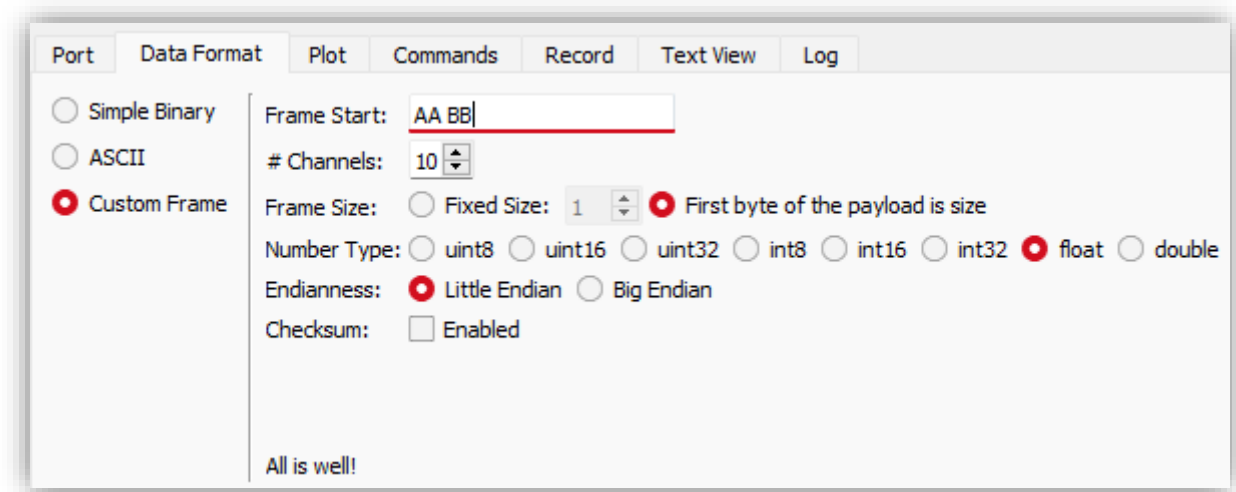 Port Data Format Plot Commands Record Text View Log
Simple Binary
ASCII
Custom Frame
Frame Start: AA BB
# Channels: 10
Frame Size: Fixed Size: 1 First byte of the payload is size
Number Type: uint8 uint16 uint32 int8 int16 int32 float double
Endianness: Little Endian Big Endian
Checksum: Enabled
All is well!